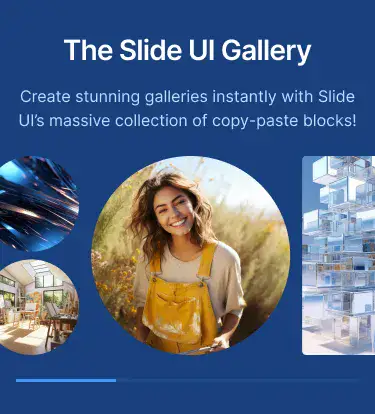 The Slide UI Gallery
Create stunning galleries instantly with Slide
UI’s massive collection of copy-paste blocks!